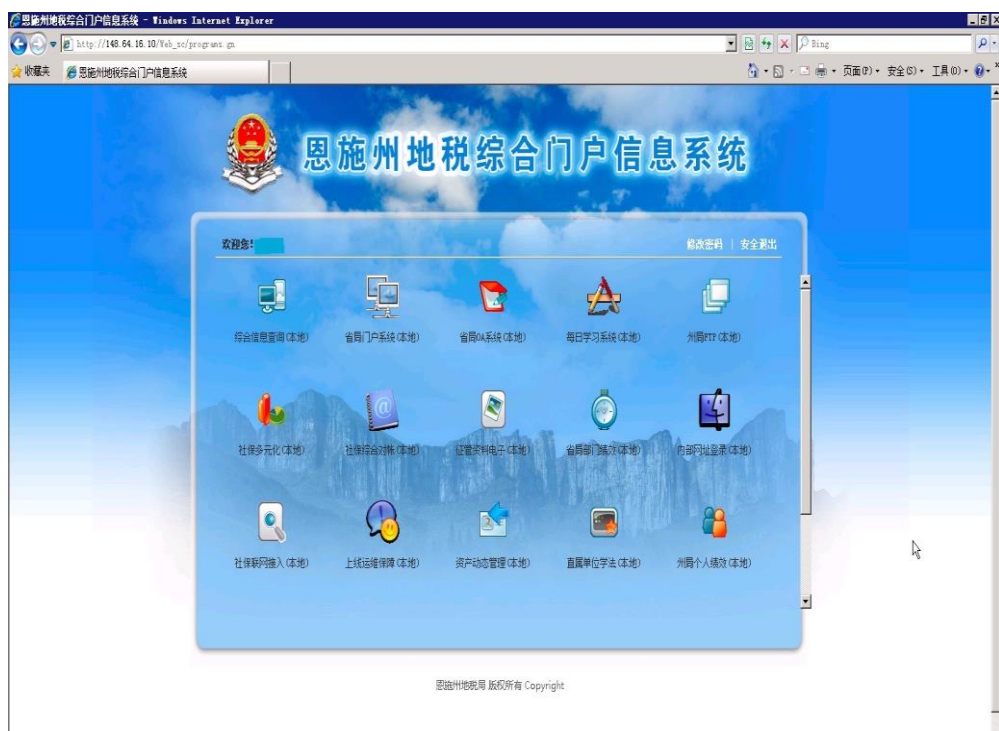 恩施州地税综合门户信息系统 - Windows Internet Explorer
http://148.64.16.10/Web_sc/programs.gn
Bing
收藏夹
恩施州地税综合门户信息系统
页面(P)
安全(S)
工具(O)
恩施州地税综合门户信息系统
欢迎您!
修改密码 | 安全退出
综合信息查询(本地)
省局门户系统(本地)
省局OA系统(本地)
每日学习系统(本地)
州局FTP(本地)
社保多元化(本地)
社保综合对帐(本地)
征管资料电子(本地)
省局部门绩效(本地)
内部网址登录(本地)
社保联网接入(本地)
上线运维保障(本地)
资产动态管理(本地)
直属单位学法(本地)
州局个人绩效(本地)
恩施州地税局 版权所有 Copyright